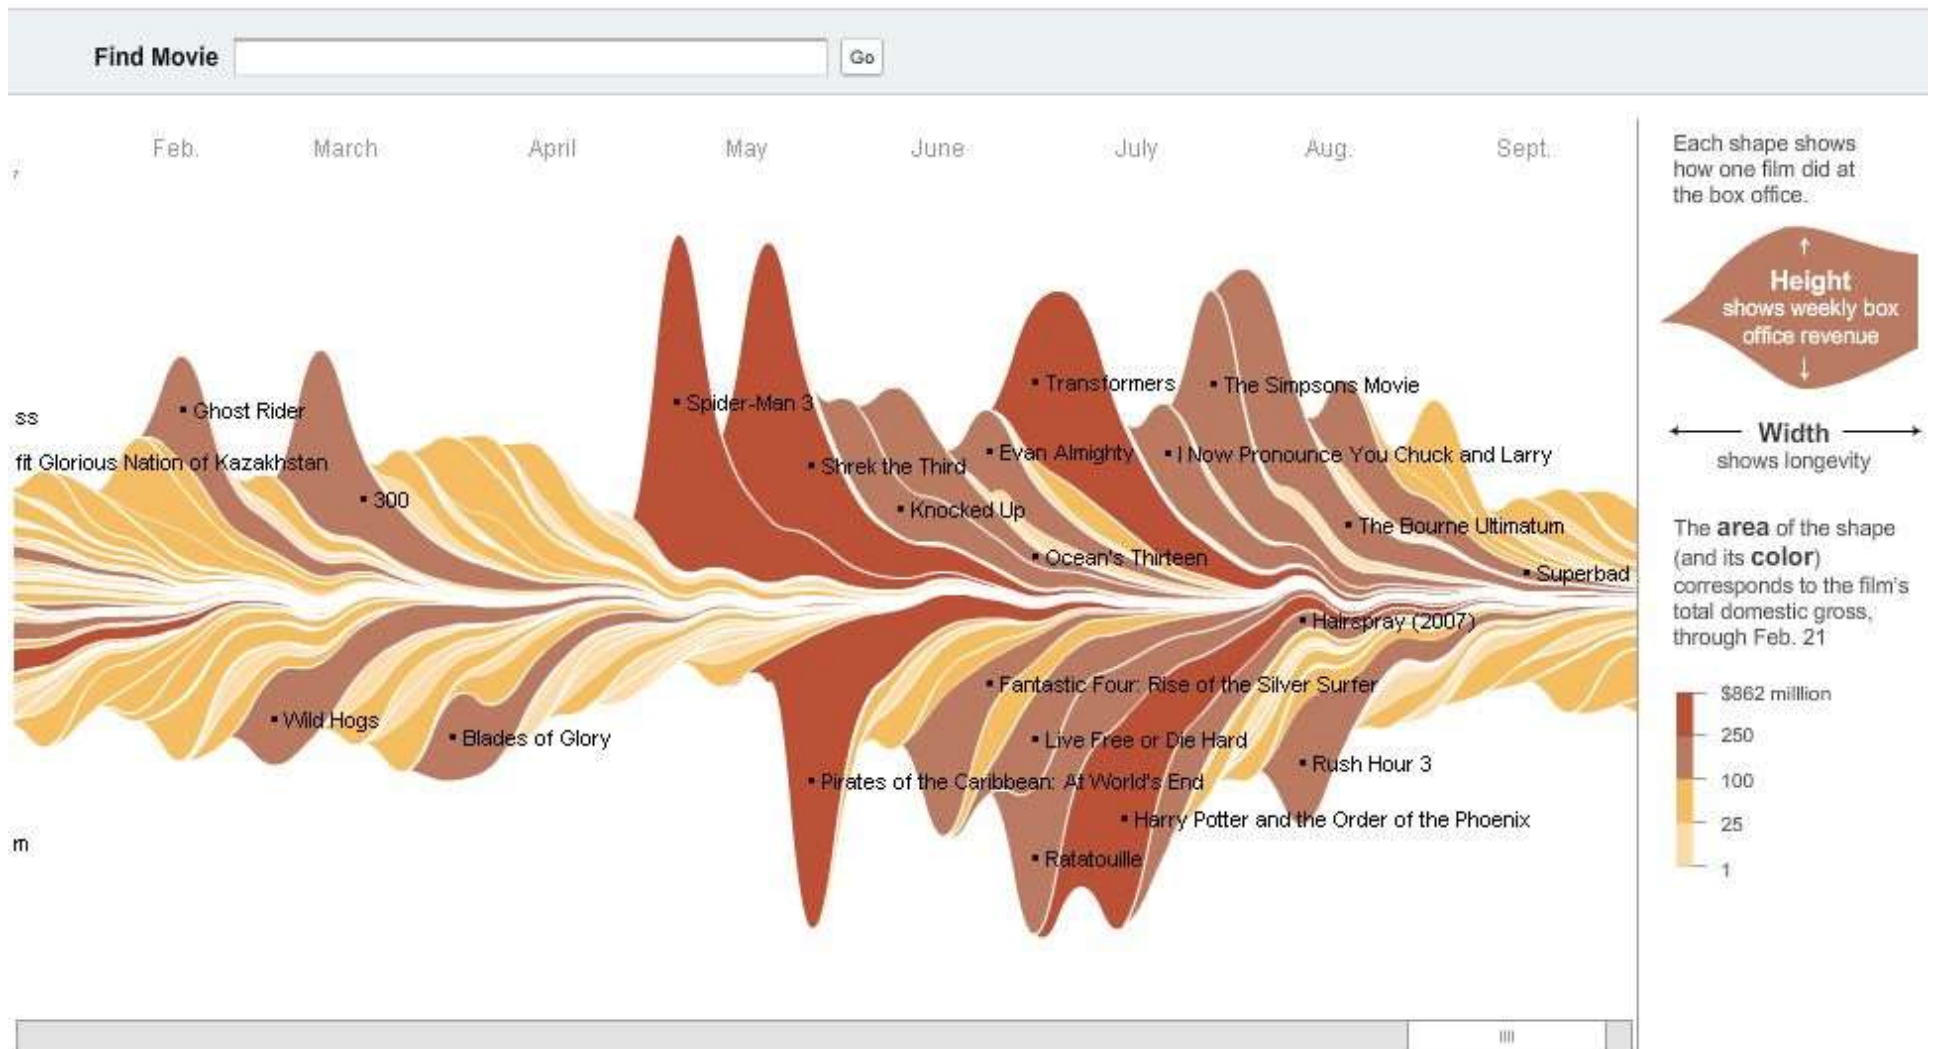 Find Movie
Go
Feb.
March
April
May
June
July
Aug.
Sept.
Each shape shows
how one film did at
the box office.
Height
shows weekly box
office revenue
Width
shows longevity
The area of the shape
(and its color)
corresponds to the film's
total domestic gross,
through Feb. 21
$862 milllion
250
100
25
1
ss
Ghost Rider
fit Glorious Nation of Kazakhstan
300
Spider-Man 3
Shrek the Third
Knocked Up
Transformers
The Simpsons Movie
Evan Almighty
I Now Pronounce You Chuck and Larry
The Bourne Ultimatum
Ocean's Thirteen
Superbad
Hairspray (2007)
Fantastic Four: Rise of the Silver Surfer
Wild Hogs
Blades of Glory
Live Free or Die Hard
Rush Hour 3
Pirates of the Caribbean: At World's End
Harry Potter and the Order of the Phoenix
Ratatouille
m